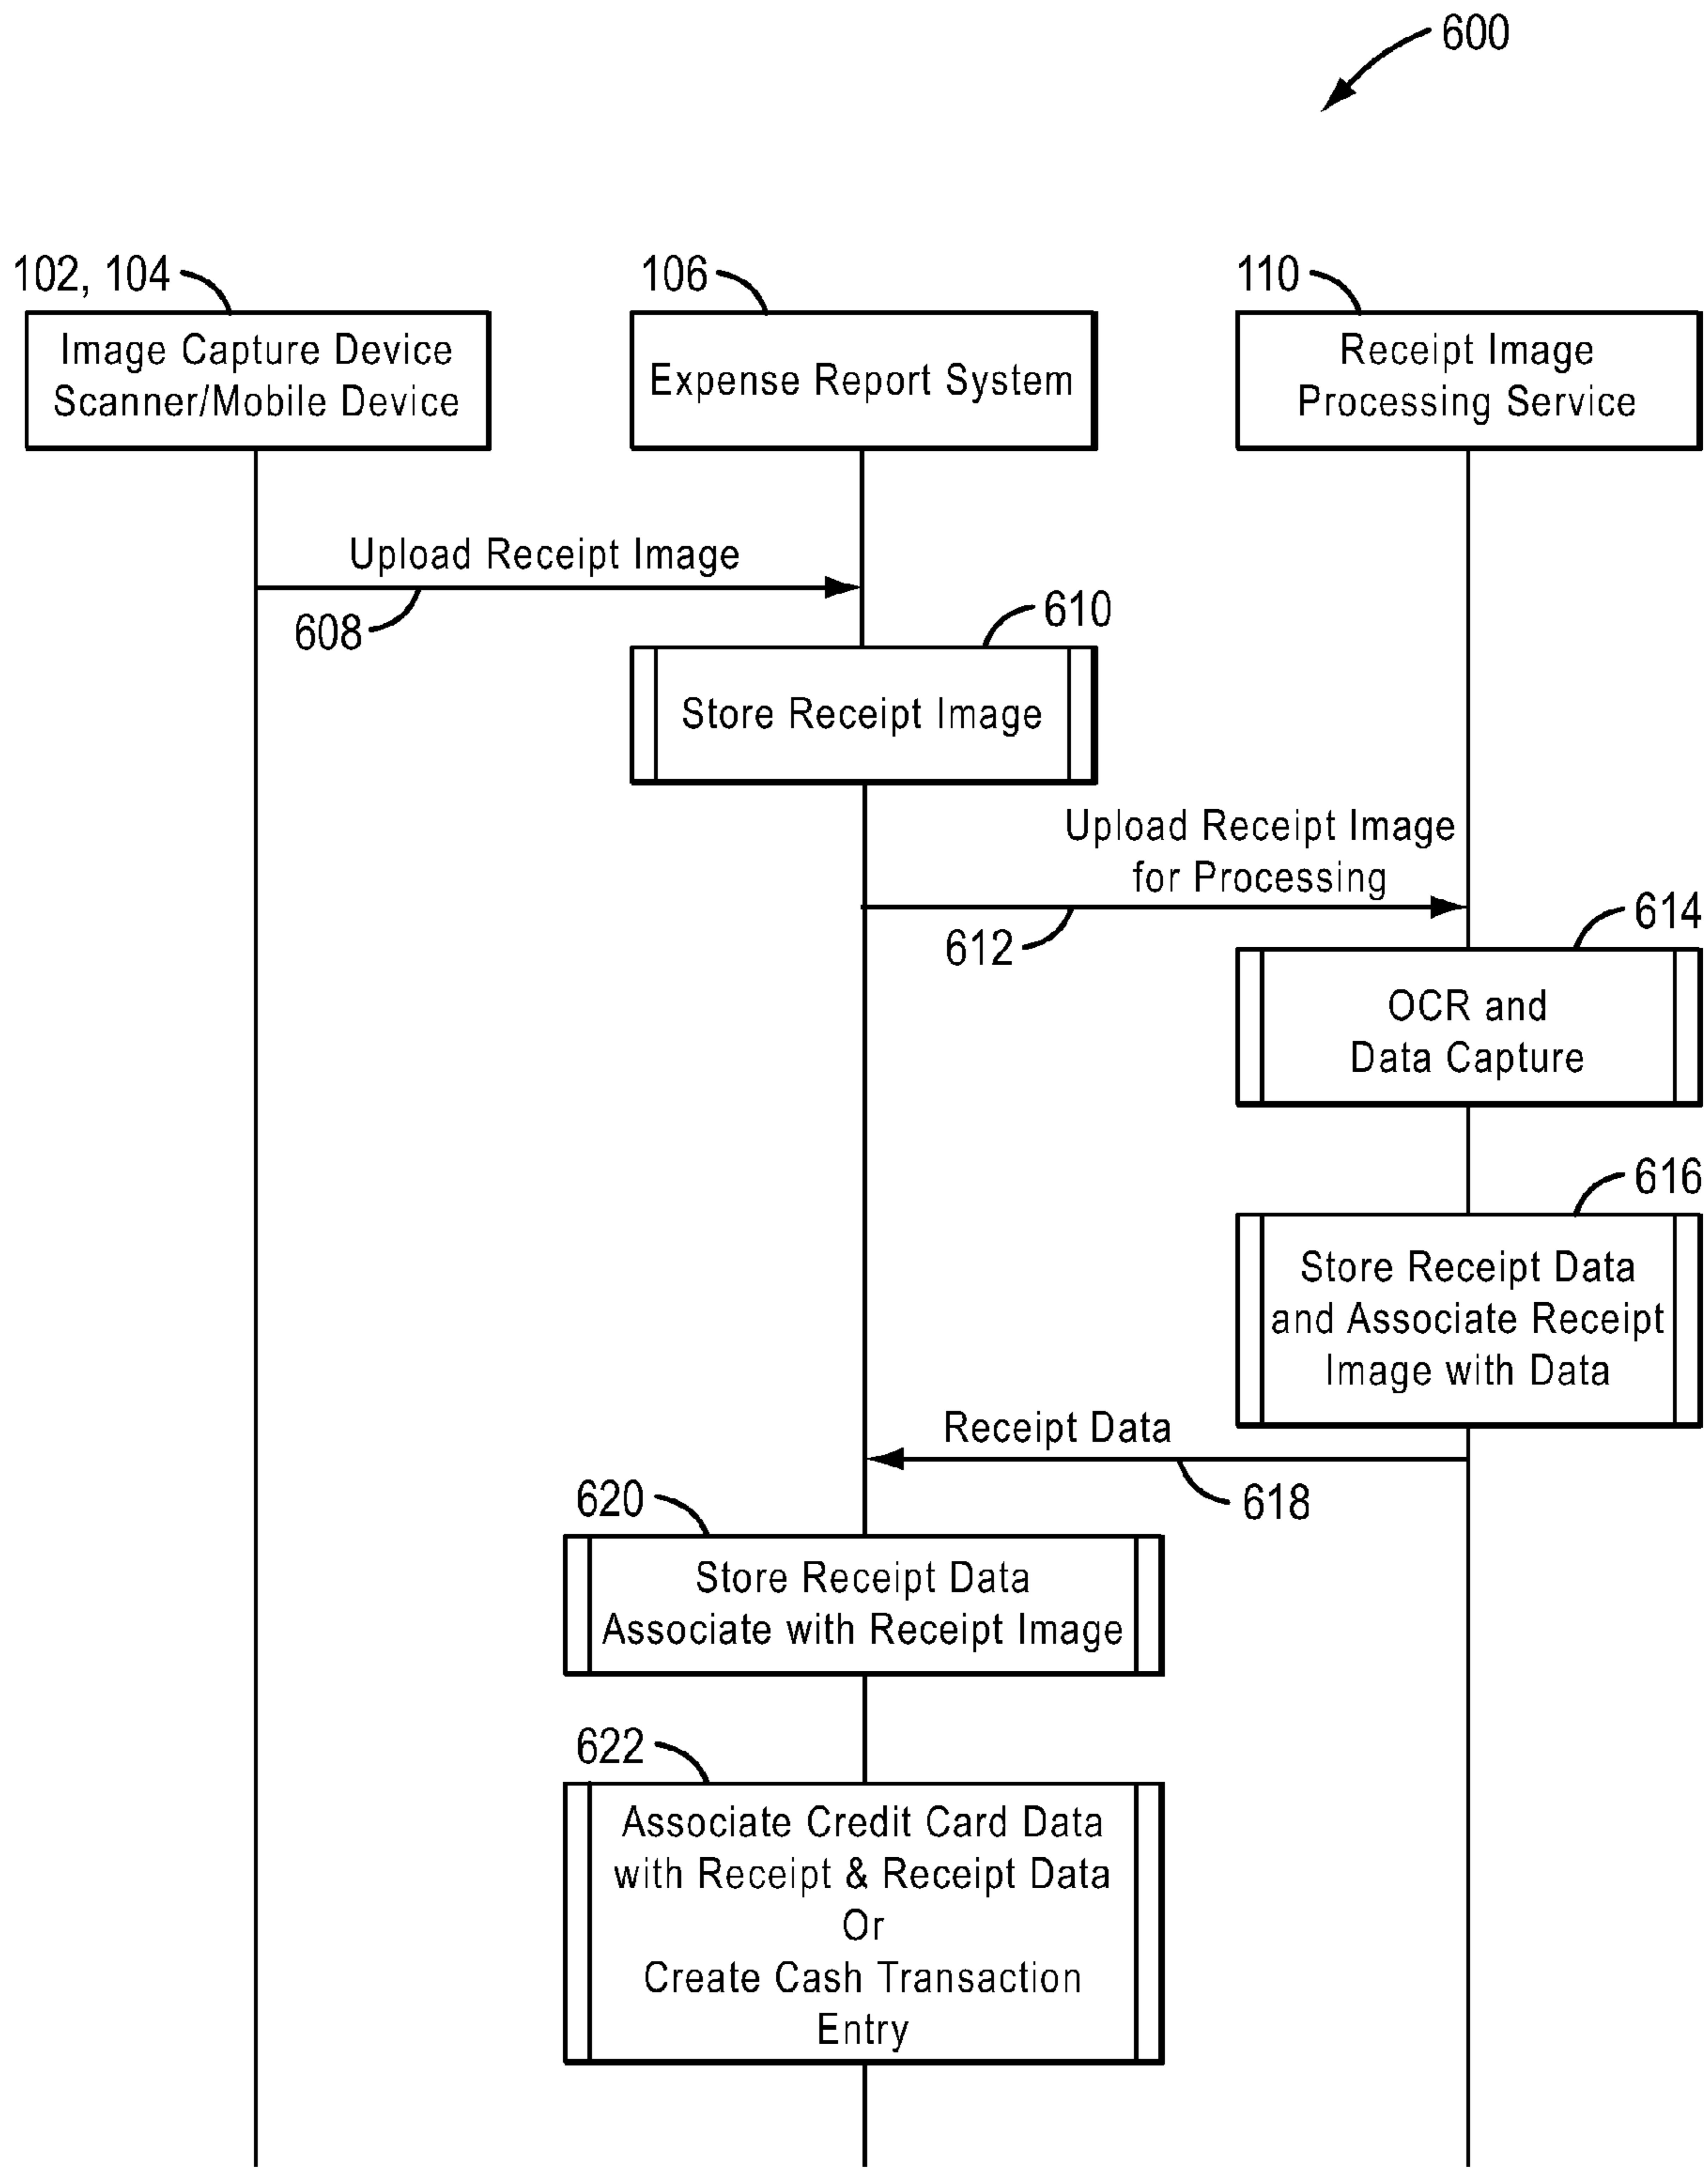 600
102, 104
106
110
Image Capture Device
Scanner/Mobile Device
Expense Report System
Receipt Image
Processing Service
Upload Receipt Image
608
610
Store Receipt Image
Upload Receipt Image
for Processing
612
614
OCR and
Data Capture
616
Store Receipt Data
and Associate Receipt
Image with Data
Receipt Data
618
620
Store Receipt Data
Associate with Receipt Image
622
Associate Credit Card Data
with Receipt & Receipt Data
Or
Create Cash Transaction
Entry